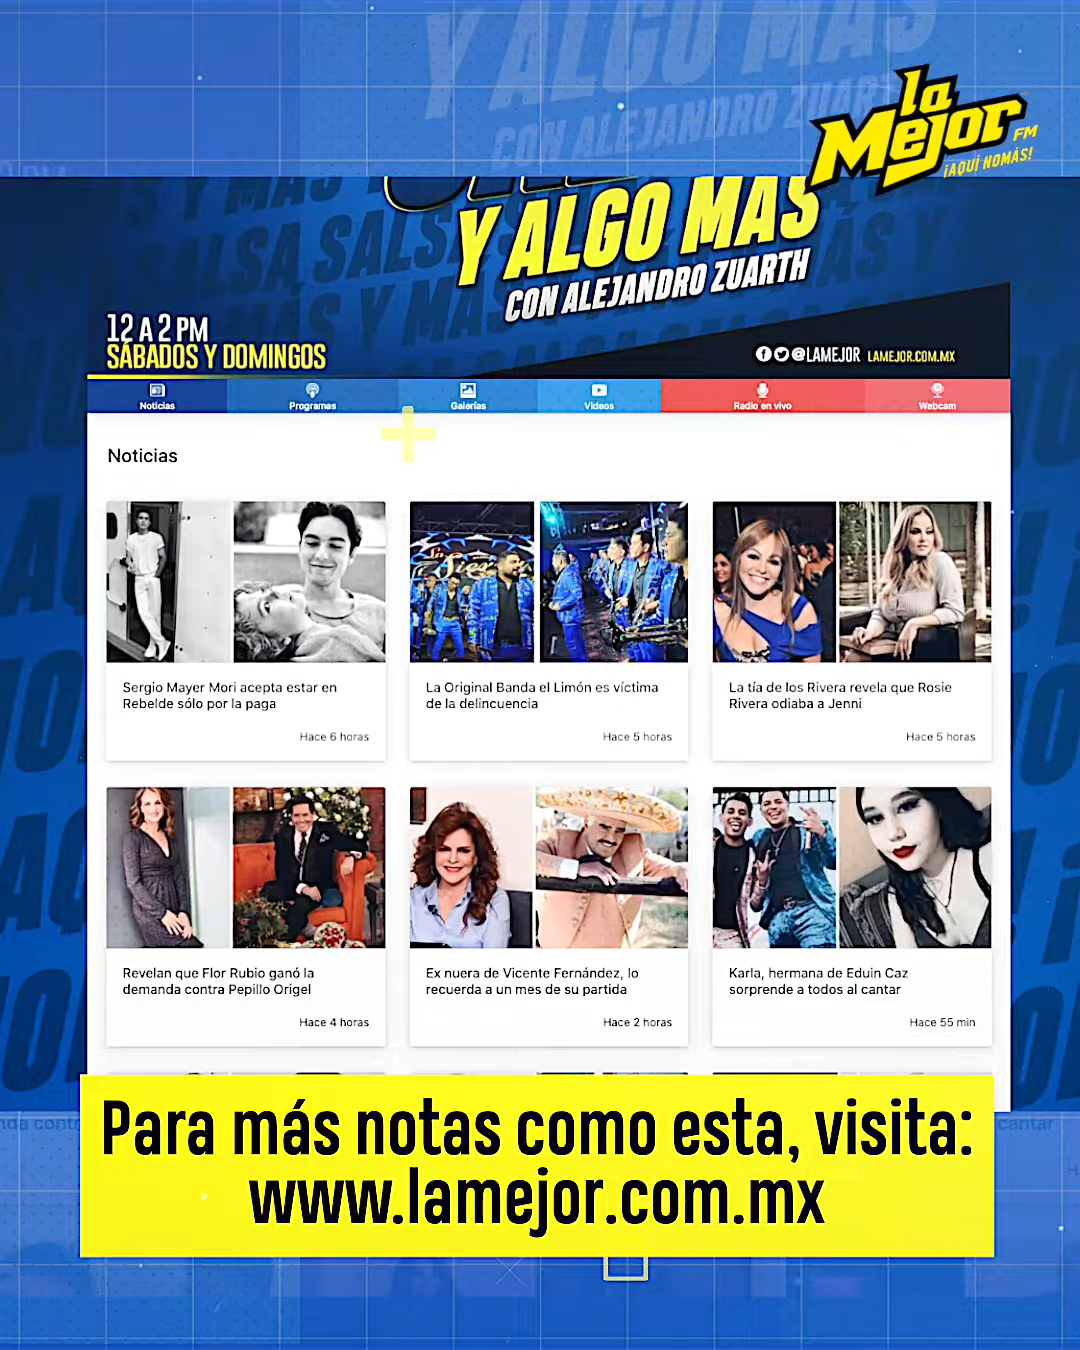 Y ALGO MAS
CON ALEJANDRO ZUAR
la
Mejor FM
¡AQUÍ NOMÁS!
Y ALGO MAS
CON ALEJANDRO ZUARTH
12 A 2 PM
SÁBADOS Y DOMINGOS
@LAMEJOR LAMEJOR.COM.MX
Noticias Programas Galerías Videos Radio en vivo Webcam
Noticias
Sergio Mayer Mori acepta estar en
Rebelde sólo por la paga
Hace 6 horas
La Original Banda el Limón es víctima
de la delincuencia
Hace 5 horas
La tía de los Rivera revela que Rosie
Rivera odiaba a Jenni
Hace 5 horas
Revelan que Flor Rubio ganó la
demanda contra Pepillo Origel
Hace 4 horas
Ex nuera de Vicente Fernández, lo
recuerda a un mes de su partida
Hace 2 horas
Karla, hermana de Eduin Caz
sorprende a todos al cantar
Hace 55 min
Para más notas como esta, visita:
www.lamejor.com.mx
cantar